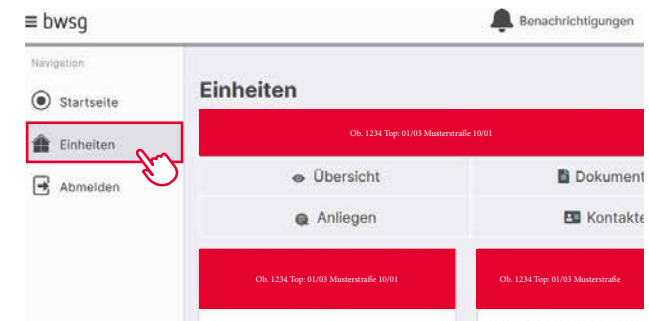 bwsg
Benachrichtigungen
Navigation
Startseite
Einheiten
Abmelden
Einheiten
Ob. 1234 Top: 01/03 Musterstraße 10/01
Übersicht
Dokument
Anliegen
Kontakte
Ob. 1234 Top: 01/03 Musterstraße 10/01
Ob. 1234 Top: 01/03 Musterstraße